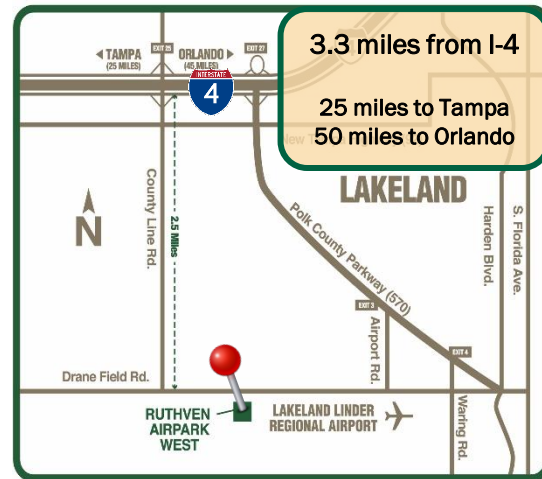 3.3 miles from I-4
25 miles to Tampa
50 miles to Orlando
TAMPA
(25 MILES)
EXIT 25
ORLANDO
(45 MILES)
EXIT 27
INTERSTATE
4
LAKELAND
N
County Line Rd.
2.5 Miles
Polk County Parkway (570)
Harden Blvd.
S. Florida Ave.
EXIT 3
Airport Rd.
EXIT 4
Drane Field Rd.
RUTHVEN
AIRPARK
WEST
LAKELAND LINDER
REGIONAL AIRPORT
Waring Rd.